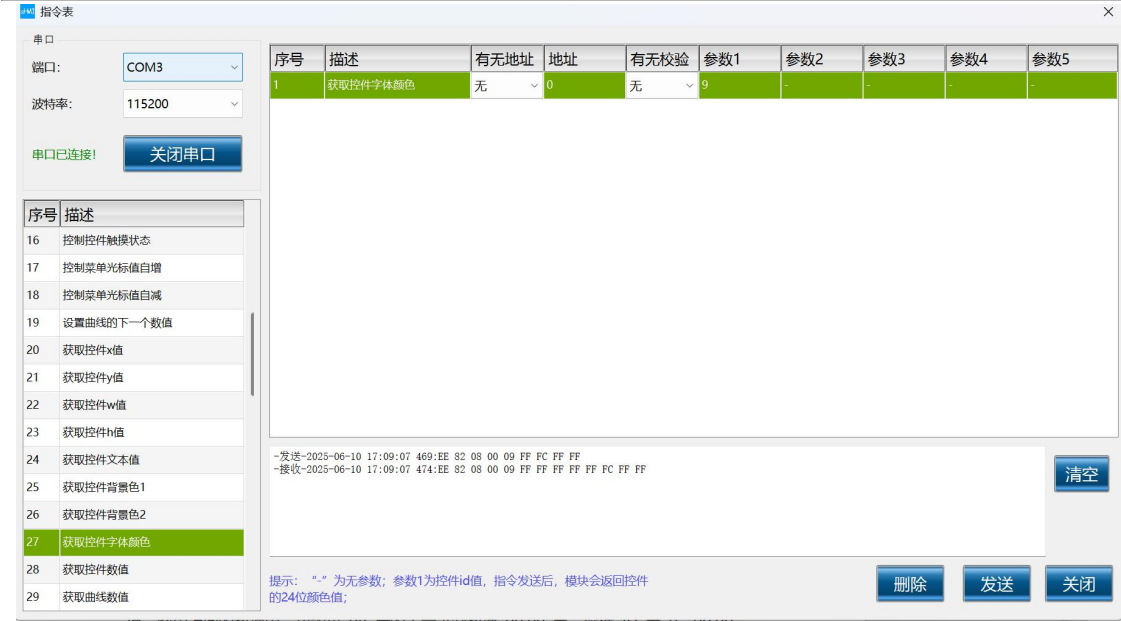 指令表
串口
端口:
COM3
波特率:
115200
串口已连接!
关闭串口
序号 描述
16 控制控件触摸状态
17 控制菜单光标值自增
18 控制菜单光标值自减
19 设置曲线的下一个数值
20 获取控件x值
21 获取控件y值
22 获取控件w值
23 获取控件h值
24 获取控件文本值
25 获取控件背景色1
26 获取控件背景色2
27 获取控件字体颜色
28 获取控件数值
29 获取曲线数值
序号 描述 有无地址 地址 有无校验 参数1 参数2 参数3 参数4 参数5
1 获取控件字体颜色 无 0 无 9 - - - -
-发送-2025-06-10 17:09:07 469:EE 82 08 00 09 FF FC FF FF
-接收-2025-06-10 17:09:07 474:EE 82 08 00 09 FF FF FF FF FF FC FF FF
清空
提示: “-”为无参数; 参数1为控件id值, 指令发送后, 模块会返回控件
的24位颜色值;
删除
发送
关闭